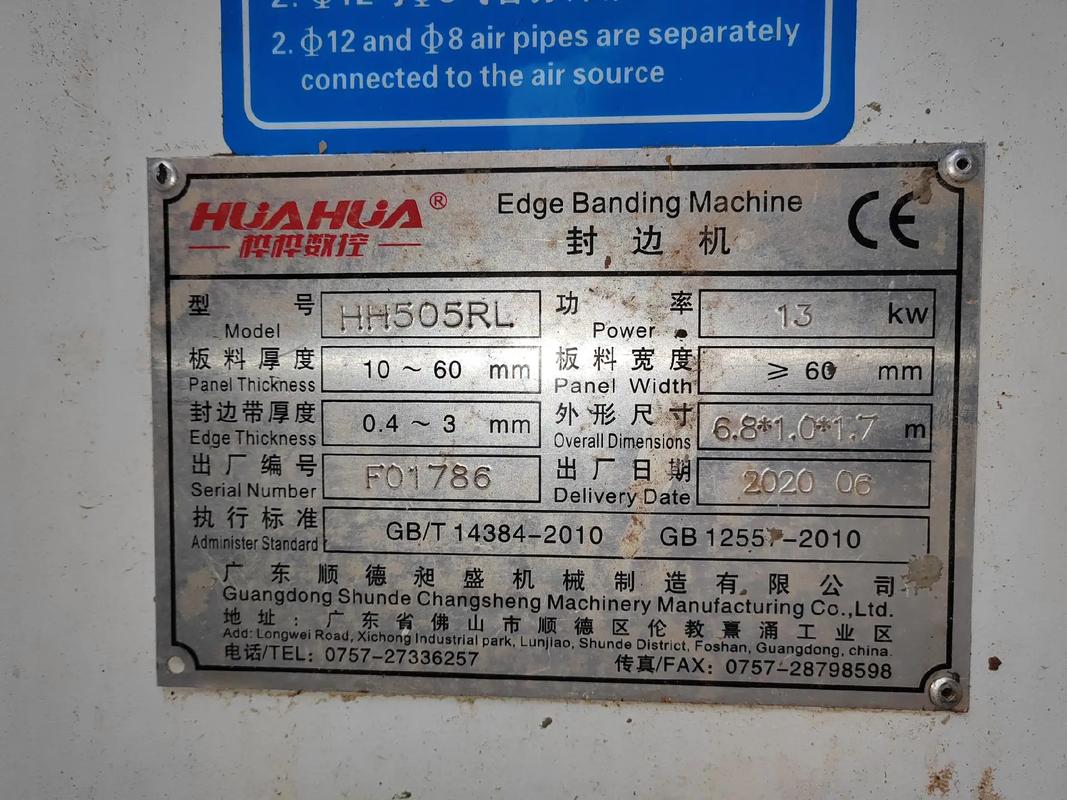 2. Φ12 and Φ8 air pipes are separately
connected to the air source
HUAHUA® Edge Banding Machine CE
桦桦数控 封边机
型号 Model HH505RL 功率 Power 13 kw
板料厚度 Panel Thickness 10 ~ 60 mm 板料宽度 Panel Width ≥ 60 mm
封边带厚度 Edge Thickness 0.4 ~ 3 mm 外形尺寸 Overall Dimensions 6.8*1.0*1.7 m
出厂编号 Serial Number F01786 出厂日期 Delivery Date 2020 06
执行标准 Administer Standard GB/T 14384-2010 GB 12557-2010
广东顺德昶盛机械制造有限公司
Guangdong Shunde Changsheng Machinery Manufacturing Co.,Ltd.
地址：广东省佛山市顺德区伦教熹涌工业区
Add: Longwei Road, Xichong Industrial park, Lunjiao, Shunde District, Foshan, Guangdong, china.
电话/TEL: 0757-27336257 传真/FAX: 0757-28798598